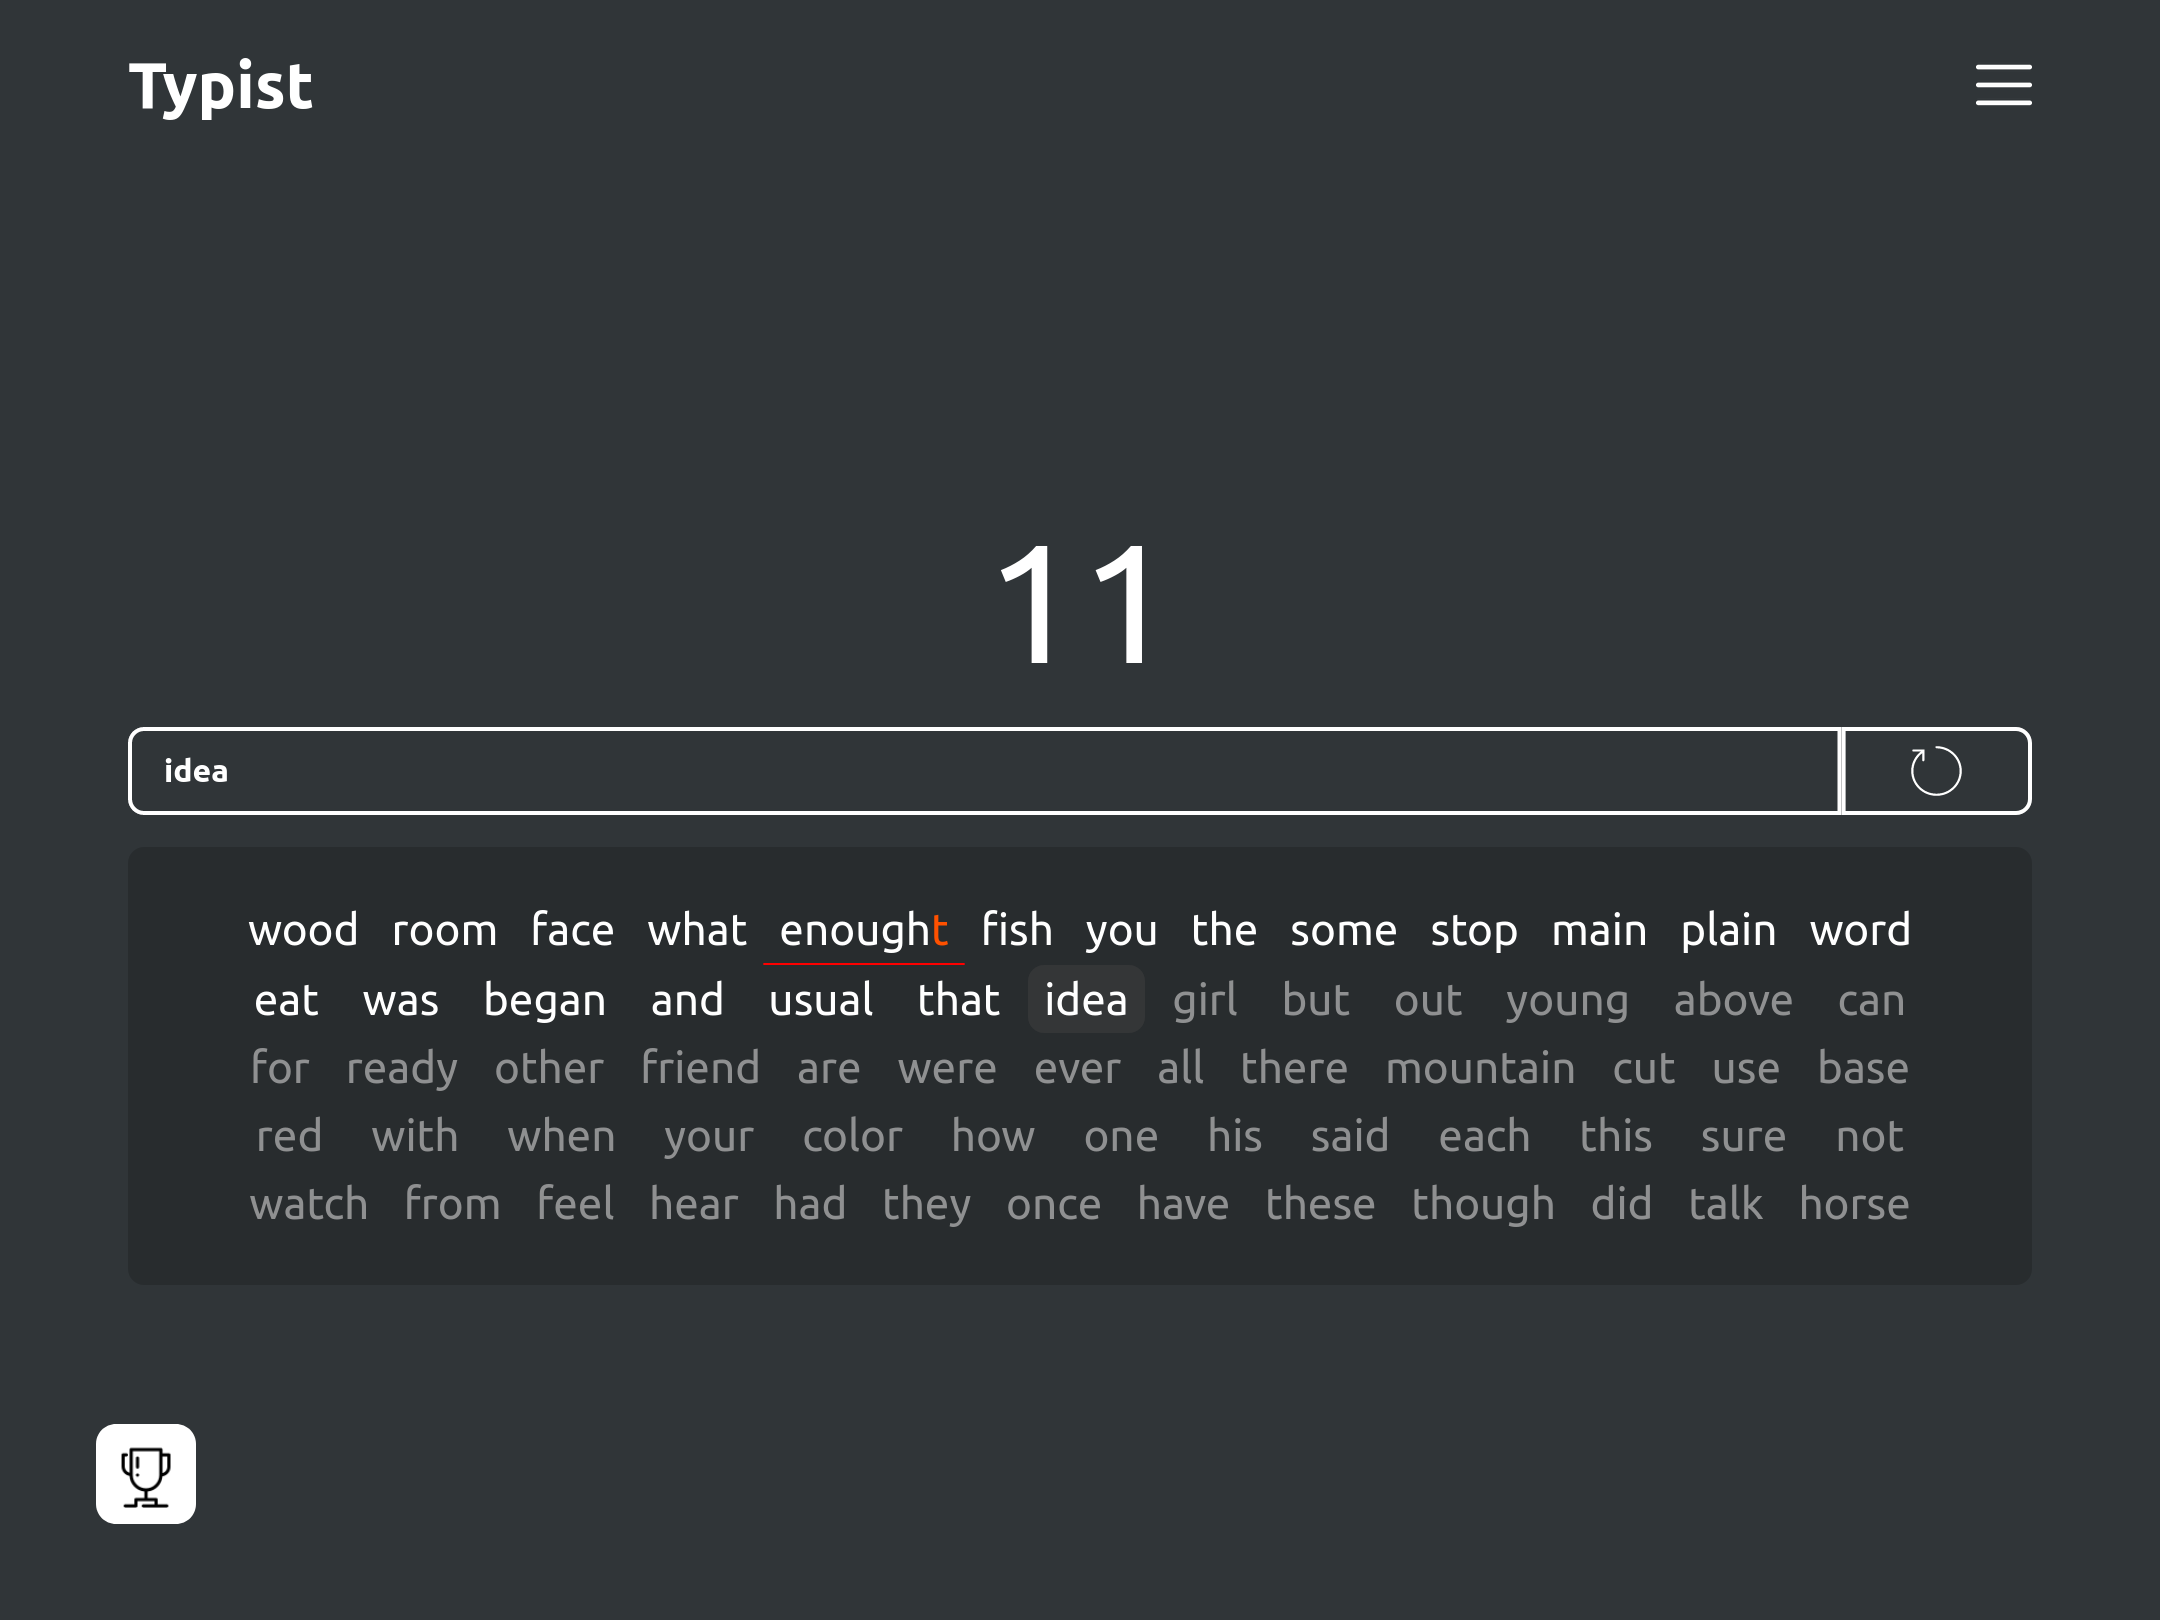 Typist
11
idea
wood room face what enought fish you the some stop main plain word
eat was began and usual that idea girl but out young above can
for ready other friend are were ever all there mountain cut use base
red with when your color how one his said each this sure not
watch from feel hear had they once have these though did talk horse